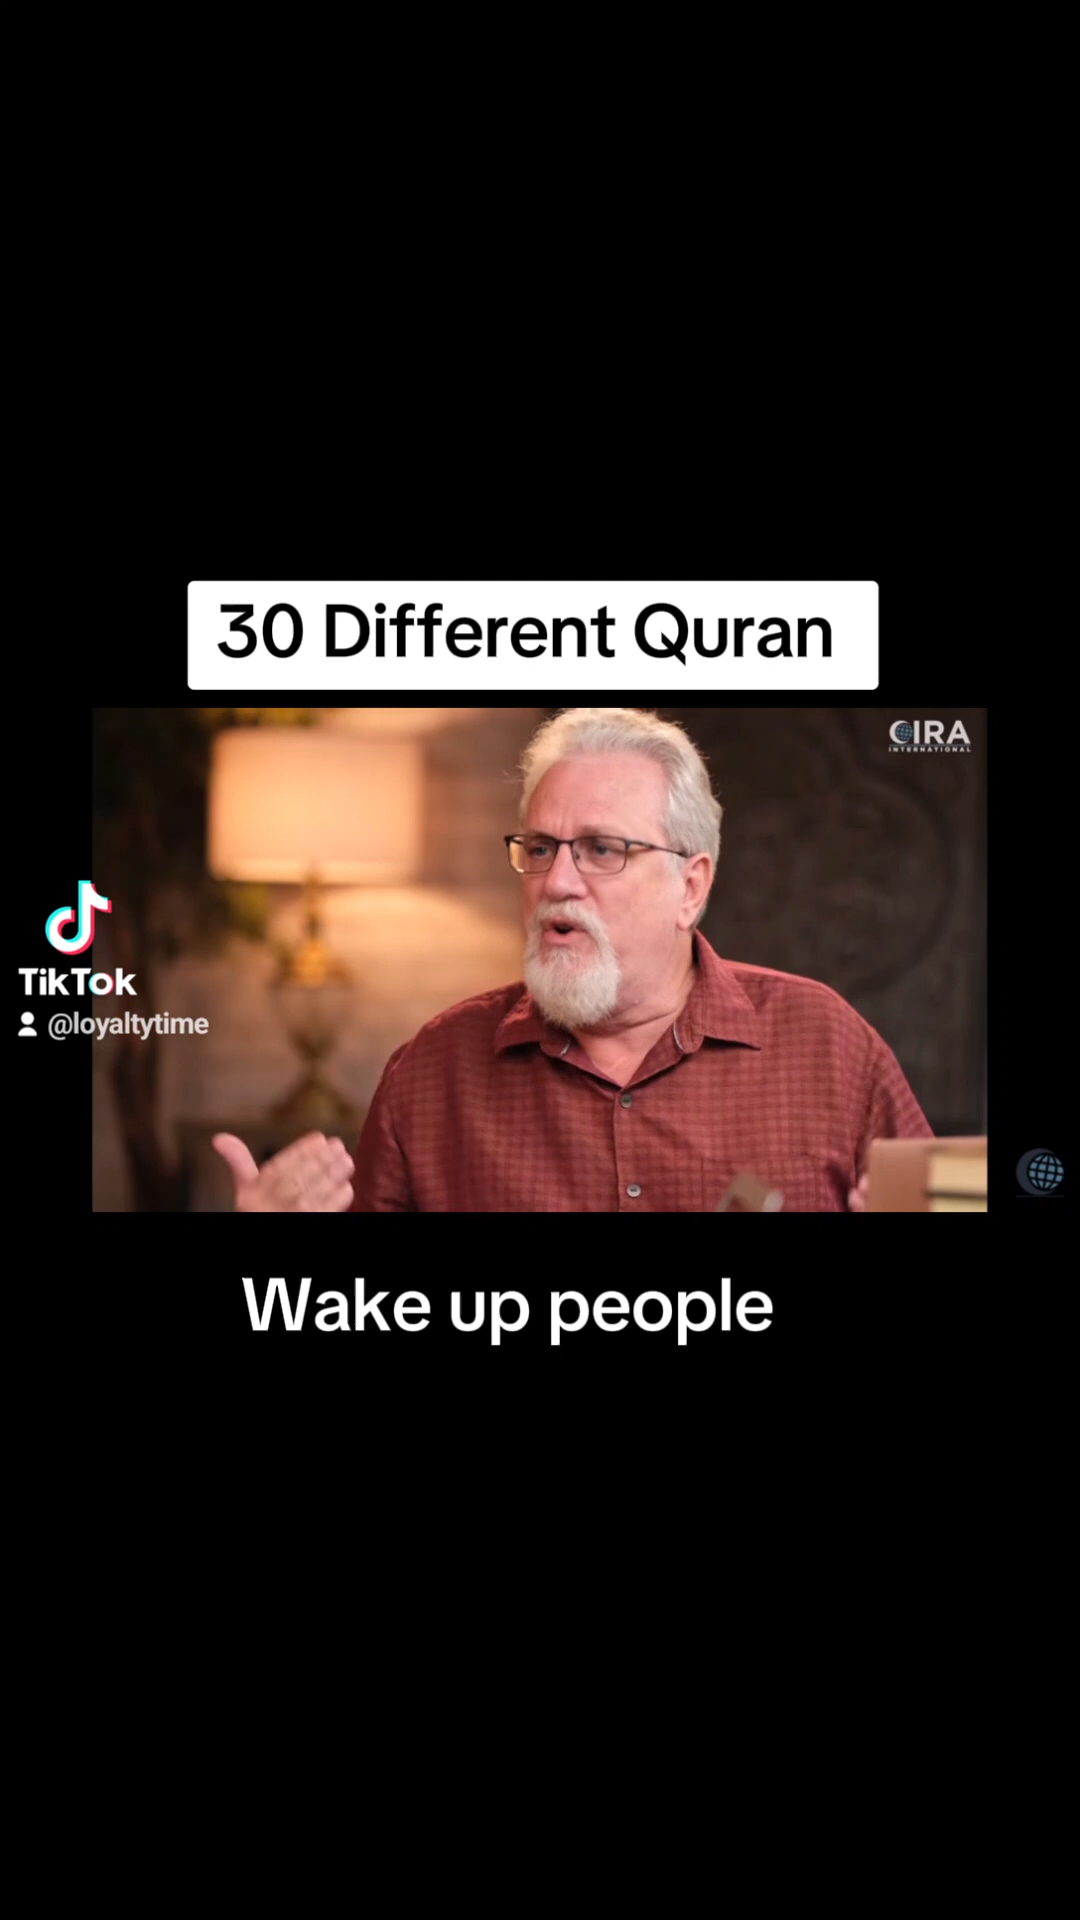 30 Different Quran
CIRA
INTERNATIONAL
TikTok
@loyaltytime
Wake up people